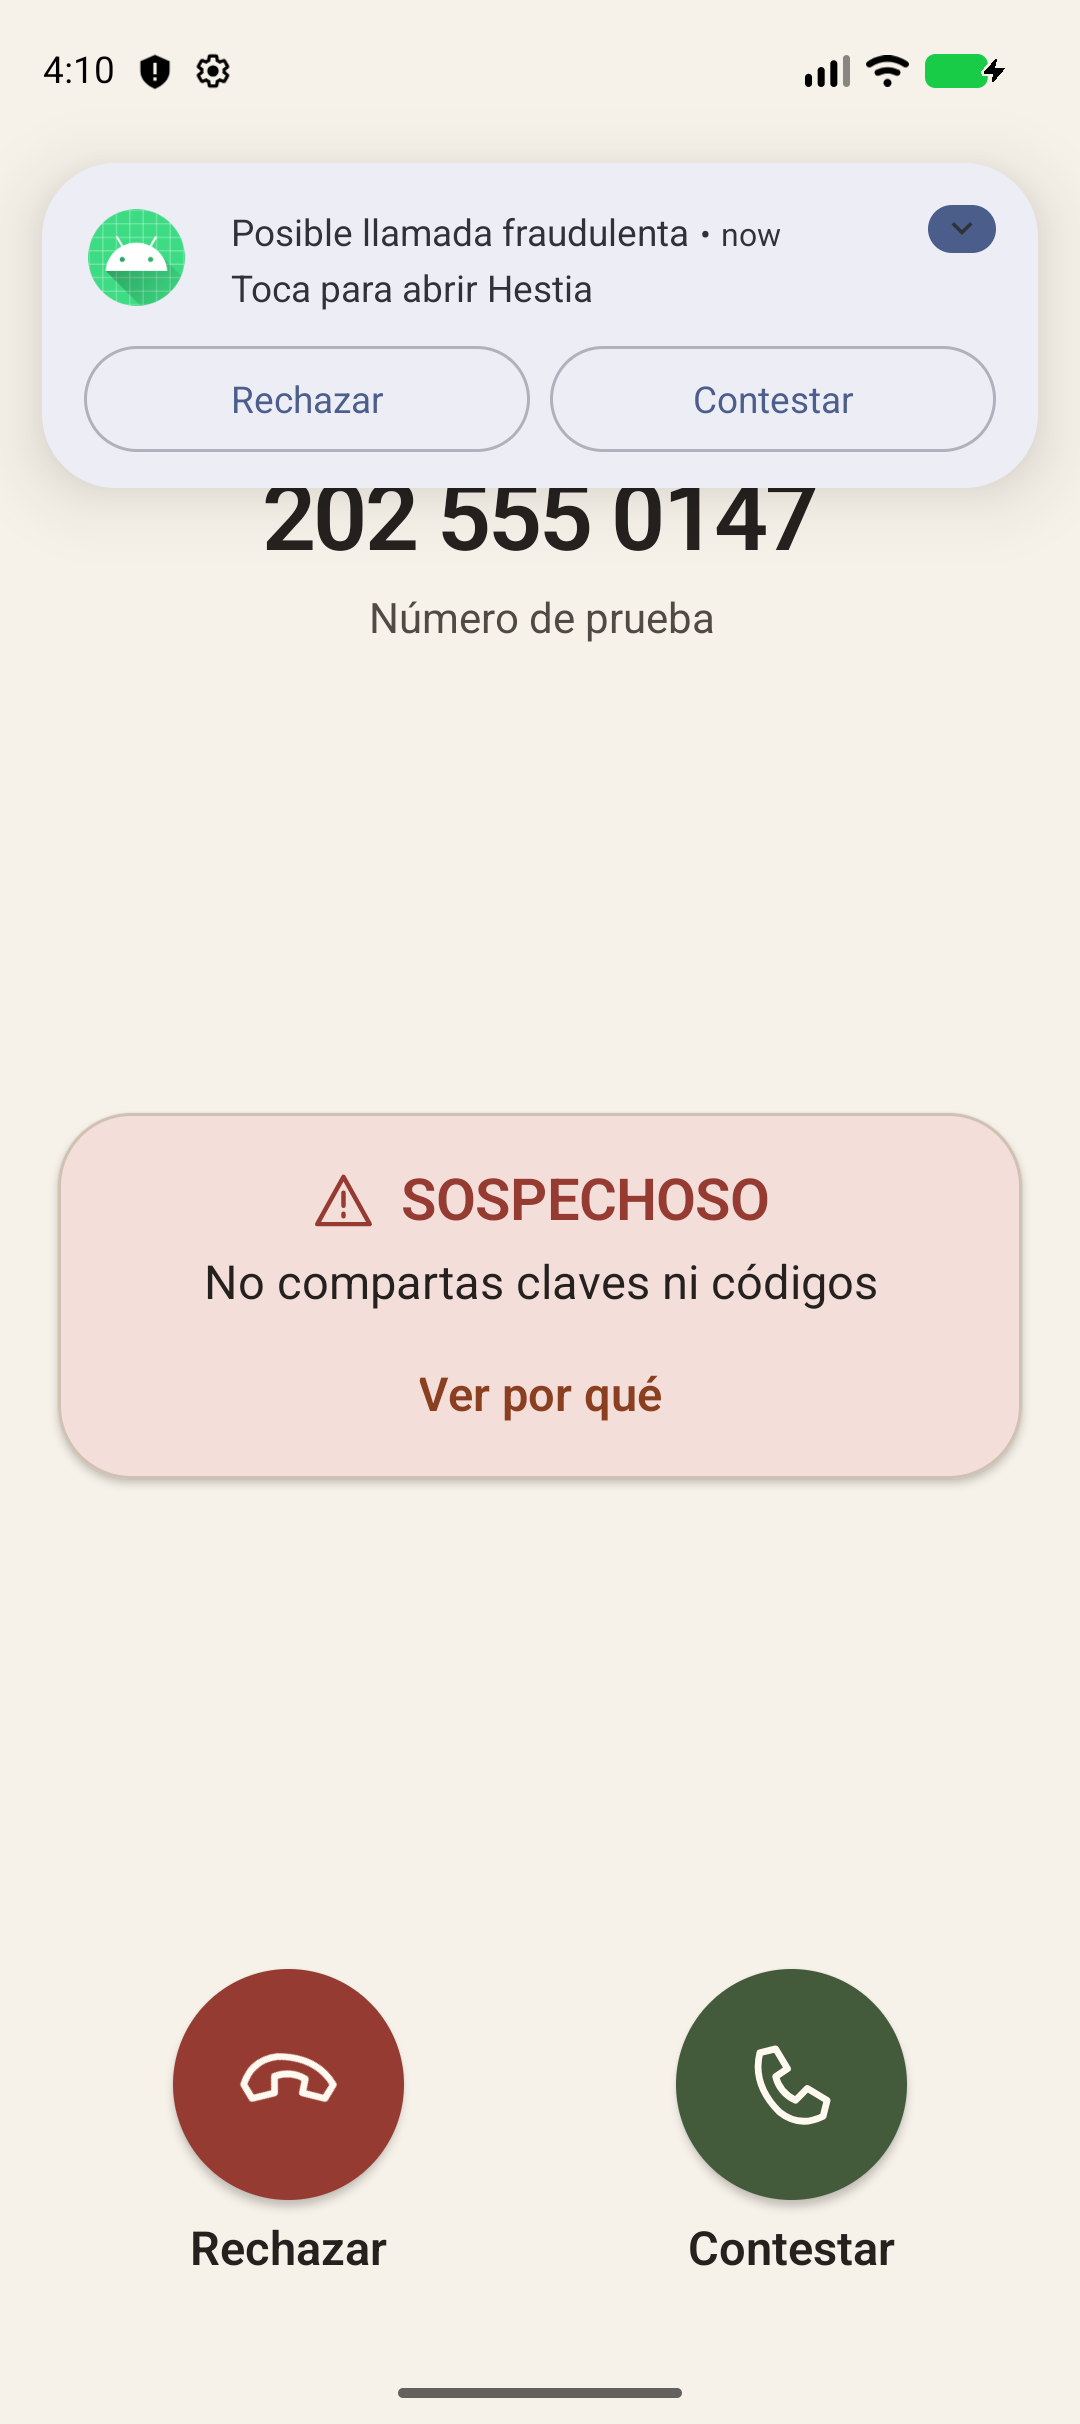 4:10
Posible llamada fraudulenta • now
Toca para abrir Hestia
Rechazar
Contestar
202 555 0147
Número de prueba
SOSPECHOSO
No compartas claves ni códigos
Ver por qué
Rechazar
Contestar